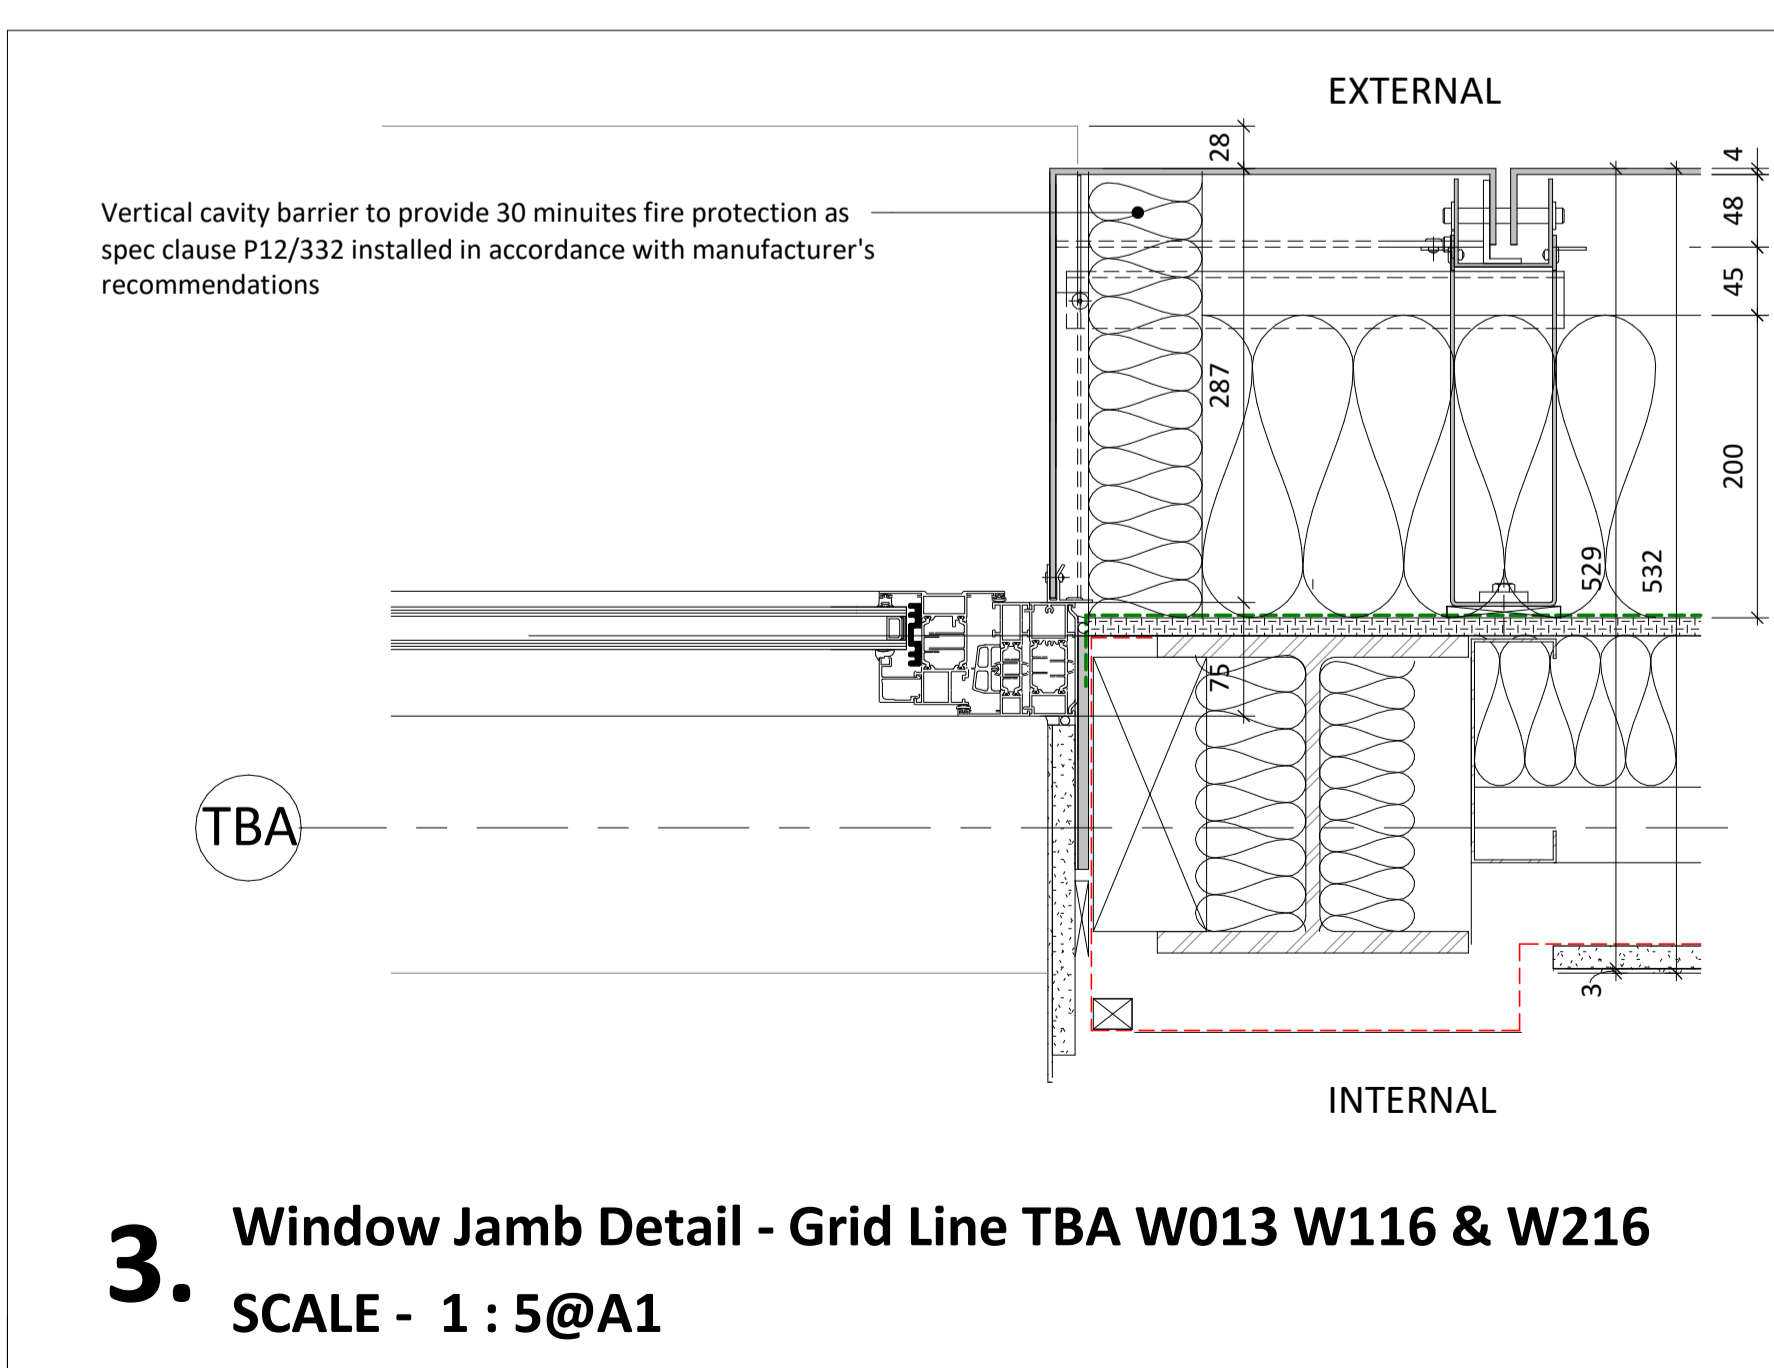 EXTERNAL
28
4
Vertical cavity barrier to provide 30 minuites fire protection as
spec clause P12/332 installed in accordance with manufacturer's
recommendations
48
45
287
200
529
532
75
TBA
3
INTERNAL
3.
Window Jamb Detail - Grid Line TBA W013 W116 & W216
SCALE - 1 : 5@A1